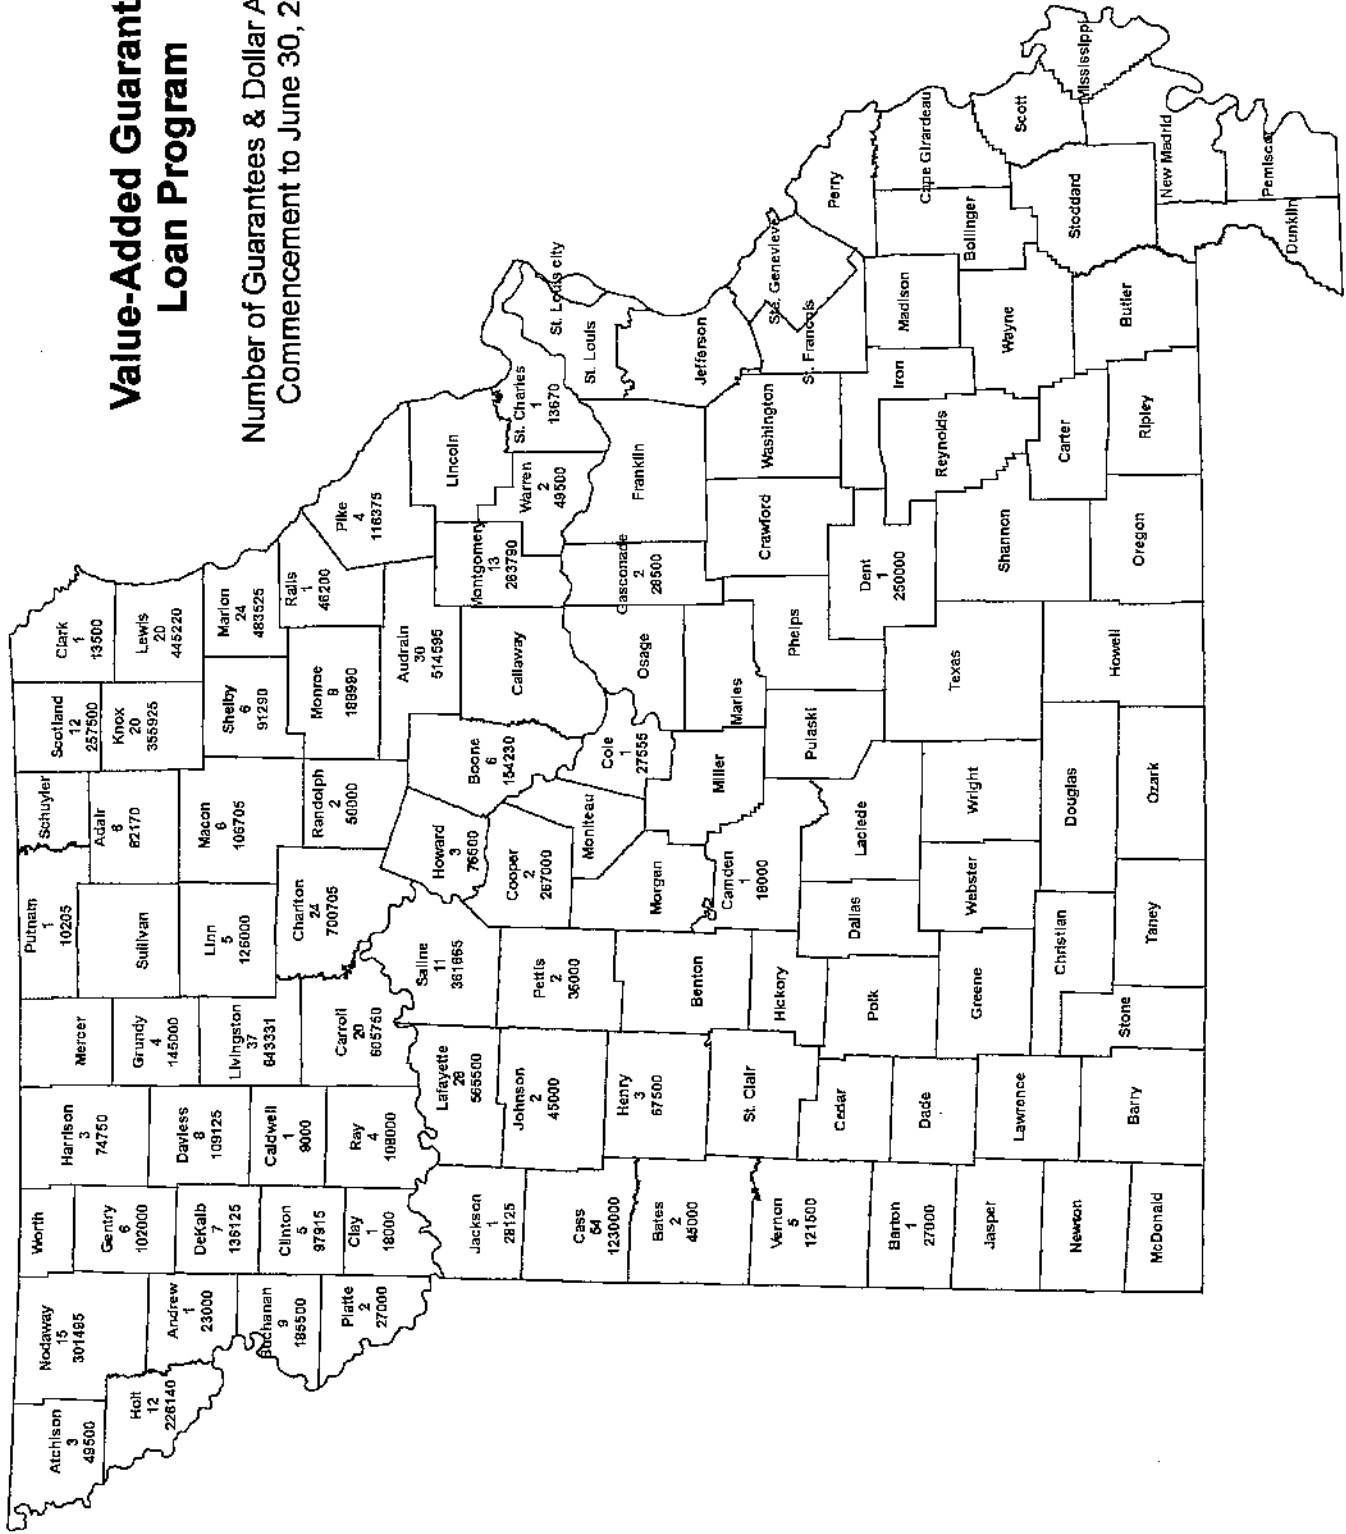 Value-Added Guarant
Loan Program
Number of Guarantees & Dollar A
Commencement to June 30, 2
Atchison
3
49500
Nodaway
15
301485
Worth
Harrison
3
74750
Mercer
Putnam
1
10205
Schuyler
Scotland
12
257500
Clark
1
13500
Holt
12
226140
Andrew
1
23000
Gentry
6
102000
Grundy
4
145000
Sullivan
Adair
6
82170
Knox
20
355925
Lewis
20
445220
DeKalb
7
136125
Daviess
8
109125
Livingston
37
643331
Linn
5
126000
Macon
6
106705
Shelby
6
91290
Marion
24
483525
Buchanan
9
185500
Clinton
5
97915
Caldwell
1
9000
Platte
2
27000
Clay
1
18000
Ray
4
108000
Carroll
20
605750
Chariton
24
700705
Randolph
2
50000
Monroe
8
Ralls
1
46200
Pike
4
116375
Audrain
30
514595
Howard
3
76500
Boone
6
154230
Callaway
Montgomery
13
263790
Lincoln
Warren
2
49500
St. Charles
1
13670
St. Louis city
St. Louis
Jackson
1
28125
Lafayette
565500
Saline
11
Cooper
2
267000
Moniteau
Cole
1
27555
Osage
Gasconade
2
28500
Franklin
Jefferson
Cass
1230000
Johnson
2
45000
Pettis
2
36000
Morgan
Miller
Maries
Phelps
Crawford
Washington
St. Francois
Ste. Genevieve
Perry
Bates
2
45000
Henry
3
67500
Benton
Camden
1
18000
Pulaski
Dent
1
250000
Iron
Madison
Bollinger
Cape Girardeau
Vernon
5
121500
St. Clair
Hickory
Dallas
Laclede
Texas
Reynolds
Wayne
Stoddard
Scott
Mississippi
Barton
1
27000
Cedar
Polk
Webster
Wright
Shannon
Carter
Butler
New Madrid
Jasper
Dade
Greene
Douglas
Howell
Oregon
Ripley
Dunklin
Pemiscot
Newton
Lawrence
Christian
McDonald
Barry
Stone
Taney
Ozark